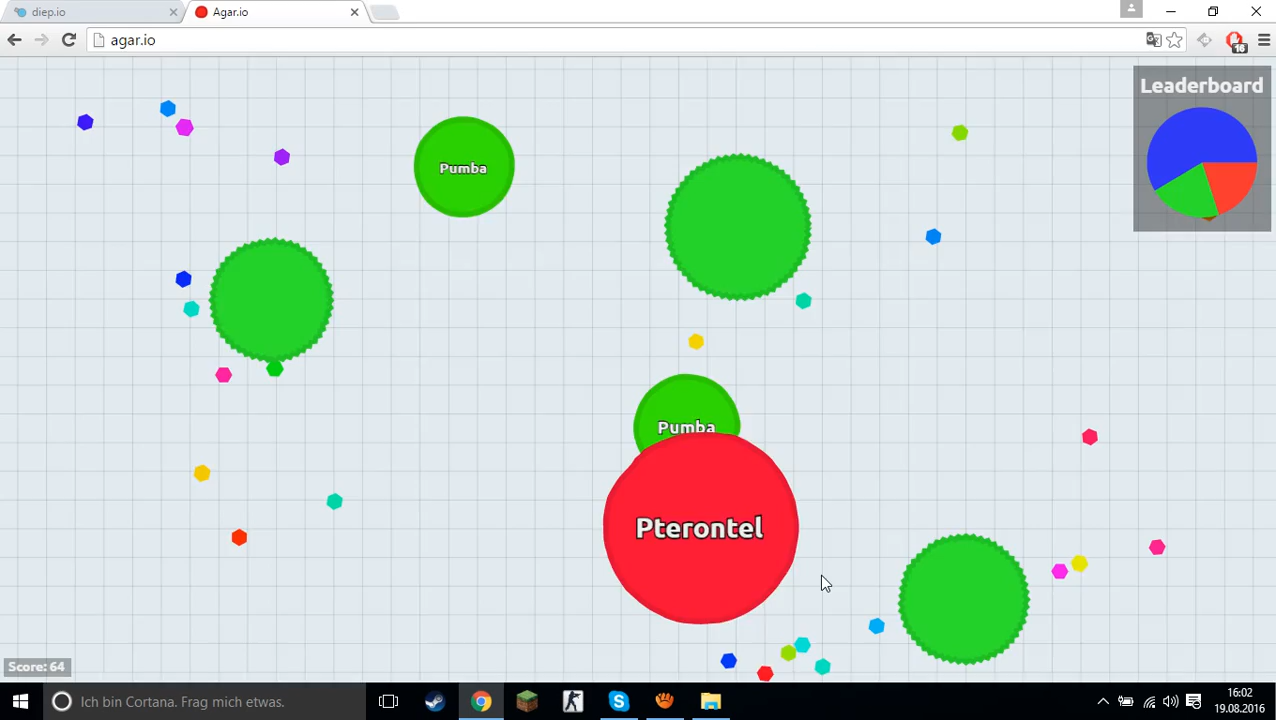 diep.io
Agar.io
agar.io
16
Leaderboard
Pumba
Pumba
Pterontel
Score: 64
Ich bin Cortana. Frag mich etwas.
16:02
19.08.2016